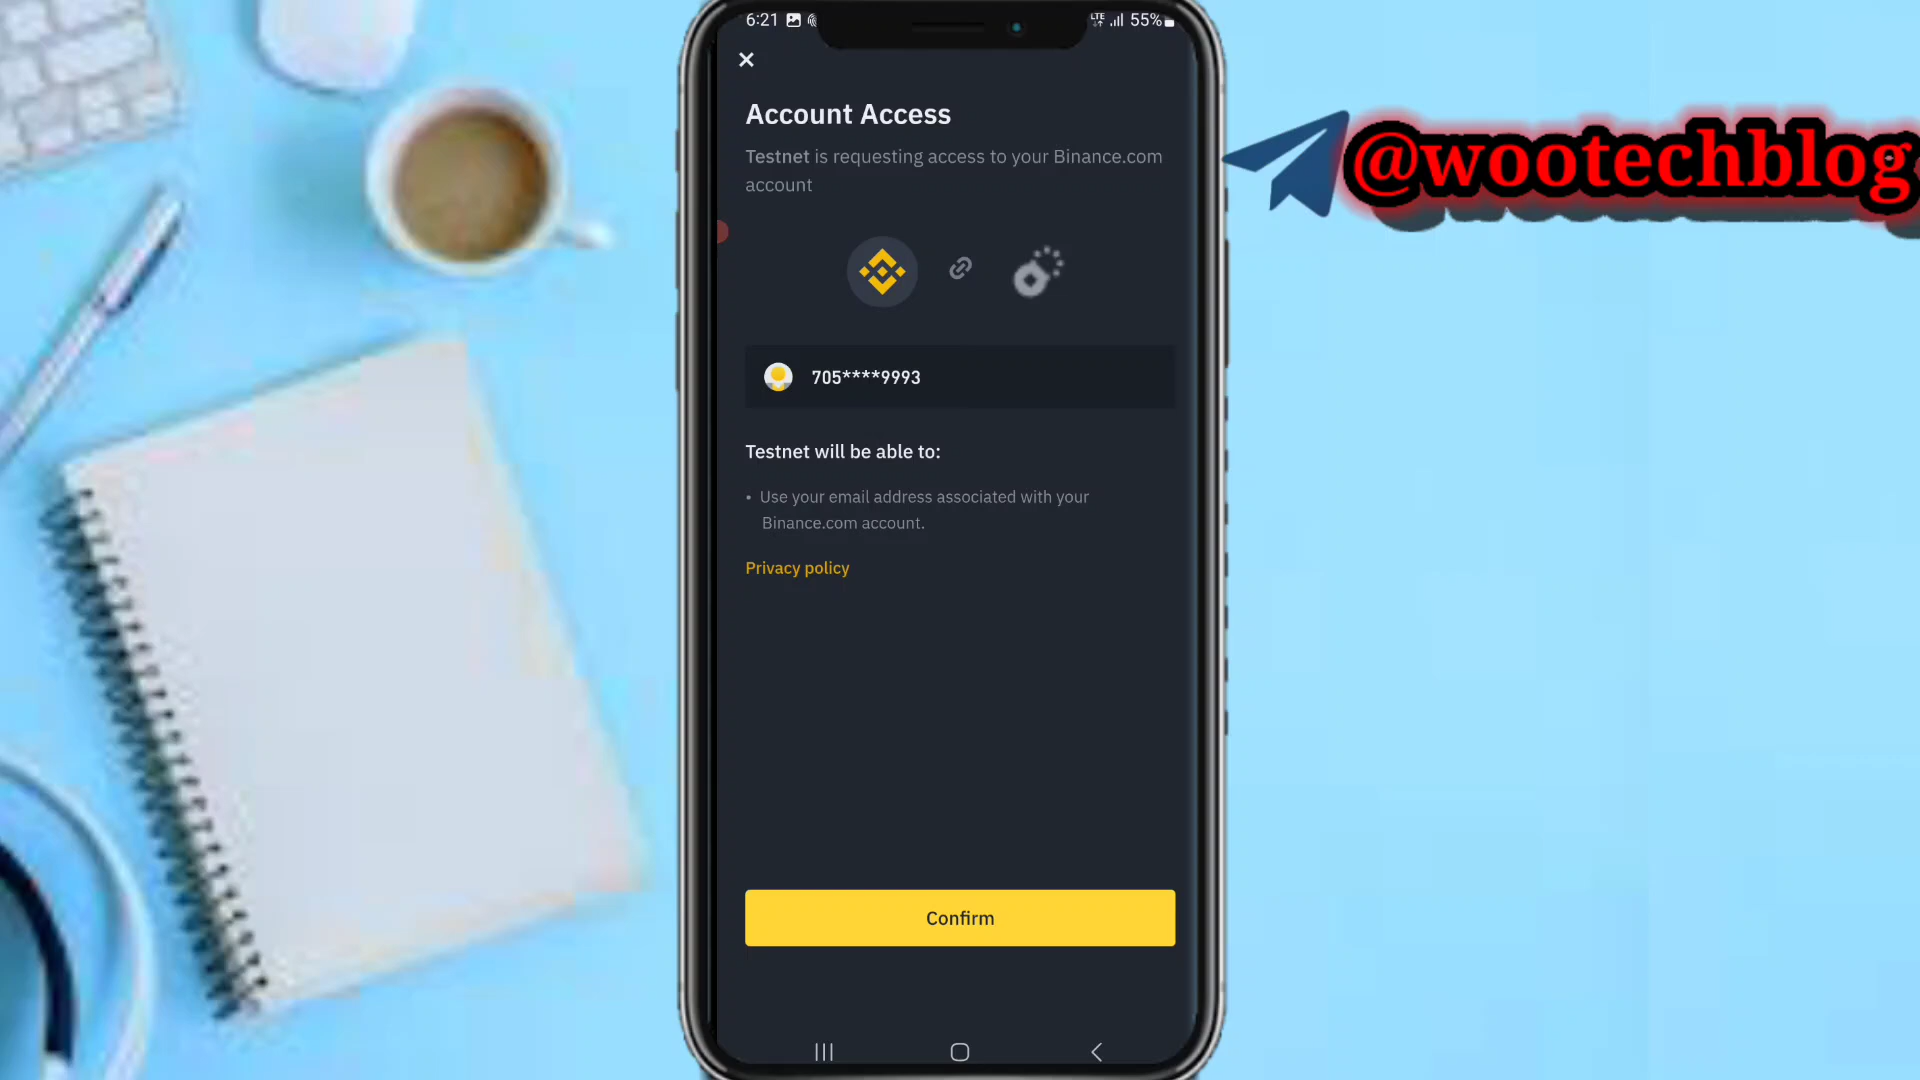 6:21
LTE
55%
Account Access
Testnet is requesting access to your Binance.com
account
@wootechblog
705****9993
Testnet will be able to:
• Use your email address associated with your
Binance.com account.
Privacy policy
Confirm